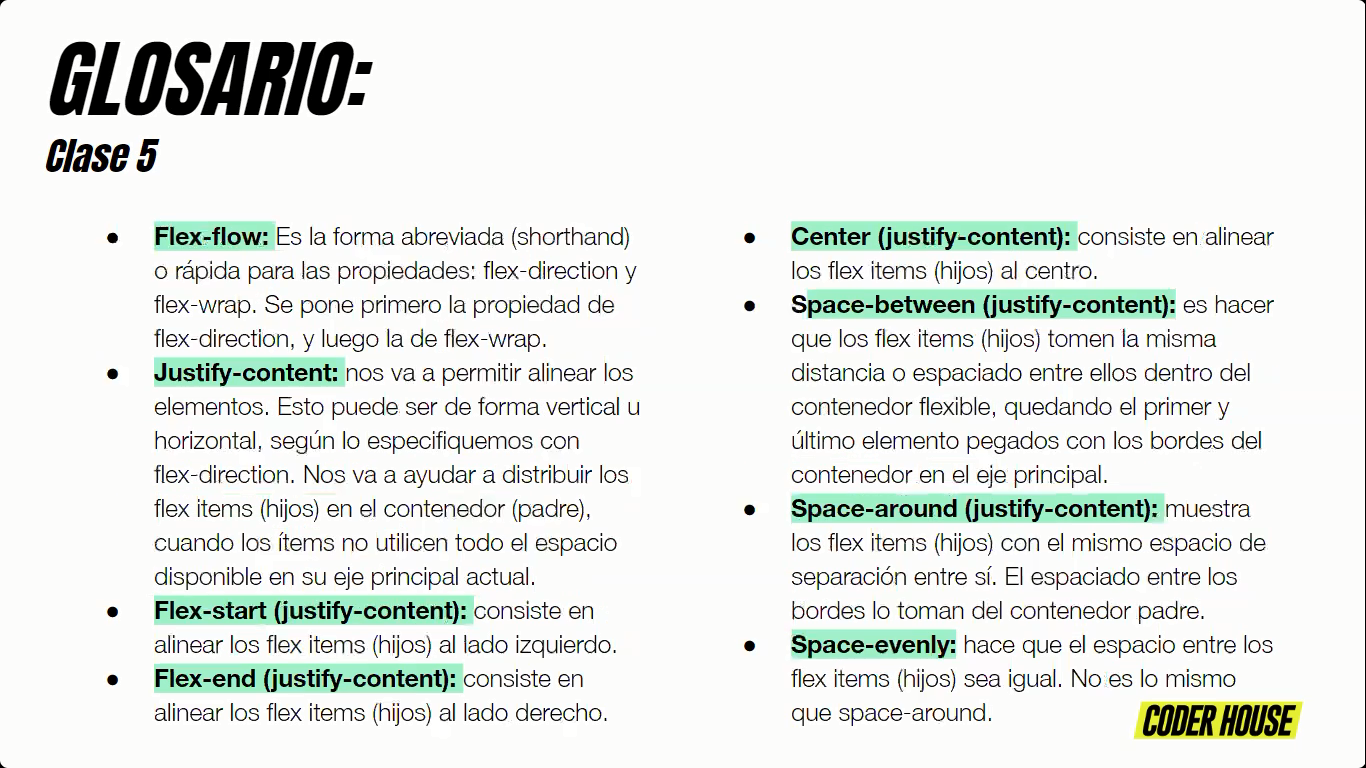 GLOSARIO:
Clase 5
● Flex-flow: Es la forma abreviada (shorthand)
o rápida para las propiedades: flex-direction y
flex-wrap. Se pone primero la propiedad de
flex-direction, y luego la de flex-wrap.
● Justify-content: nos va a permitir alinear los
elementos. Esto puede ser de forma vertical u
horizontal, según lo especifiquemos con
flex-direction. Nos va a ayudar a distribuir los
flex items (hijos) en el contenedor (padre),
cuando los ítems no utilicen todo el espacio
disponible en su eje principal actual.
● Flex-start (justify-content): consiste en
alinear los flex items (hijos) al lado izquierdo.
● Flex-end (justify-content): consiste en
alinear los flex items (hijos) al lado derecho.
● Center (justify-content): consiste en alinear
los flex items (hijos) al centro.
● Space-between (justify-content): es hacer
que los flex items (hijos) tomen la misma
distancia o espaciado entre ellos dentro del
contenedor flexible, quedando el primer y
último elemento pegados con los bordes del
contenedor en el eje principal.
● Space-around (justify-content): muestra
los flex items (hijos) con el mismo espacio de
separación entre sí. El espaciado entre los
bordes lo toman del contenedor padre.
● Space-evenly: hace que el espacio entre los
flex items (hijos) sea igual. No es lo mismo
que space-around.
CODER HOUSE